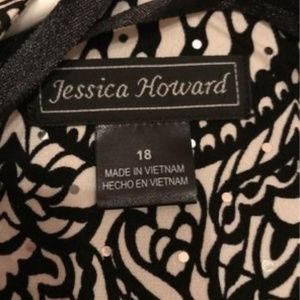 Jessica Howard
18
MADE IN VIETNAM
HECHO EN VIETNAM